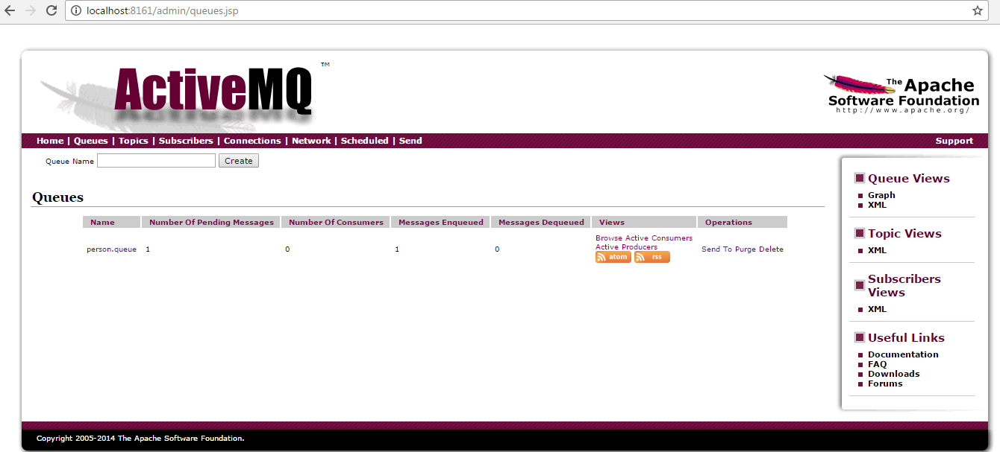 localhost:8161/admin/queues.jsp
ActiveMQ ™
The Apache
Software Foundation
http://www.apache.org/
Home | Queues | Topics | Subscribers | Connections | Network | Scheduled | Send Support
Queue Name Create
Queues
Name Number Of Pending Messages Number Of Consumers Messages Enqueued Messages Dequeued Views Operations
person.queue 1 0 1 0 Browse Active Consumers
Active Producers
atom rss
Send To Purge Delete
Queue Views
Graph
XML
Topic Views
XML
Subscribers
Views
XML
Useful Links
Documentation
FAQ
Downloads
Forums
Copyright 2005-2014 The Apache Software Foundation.